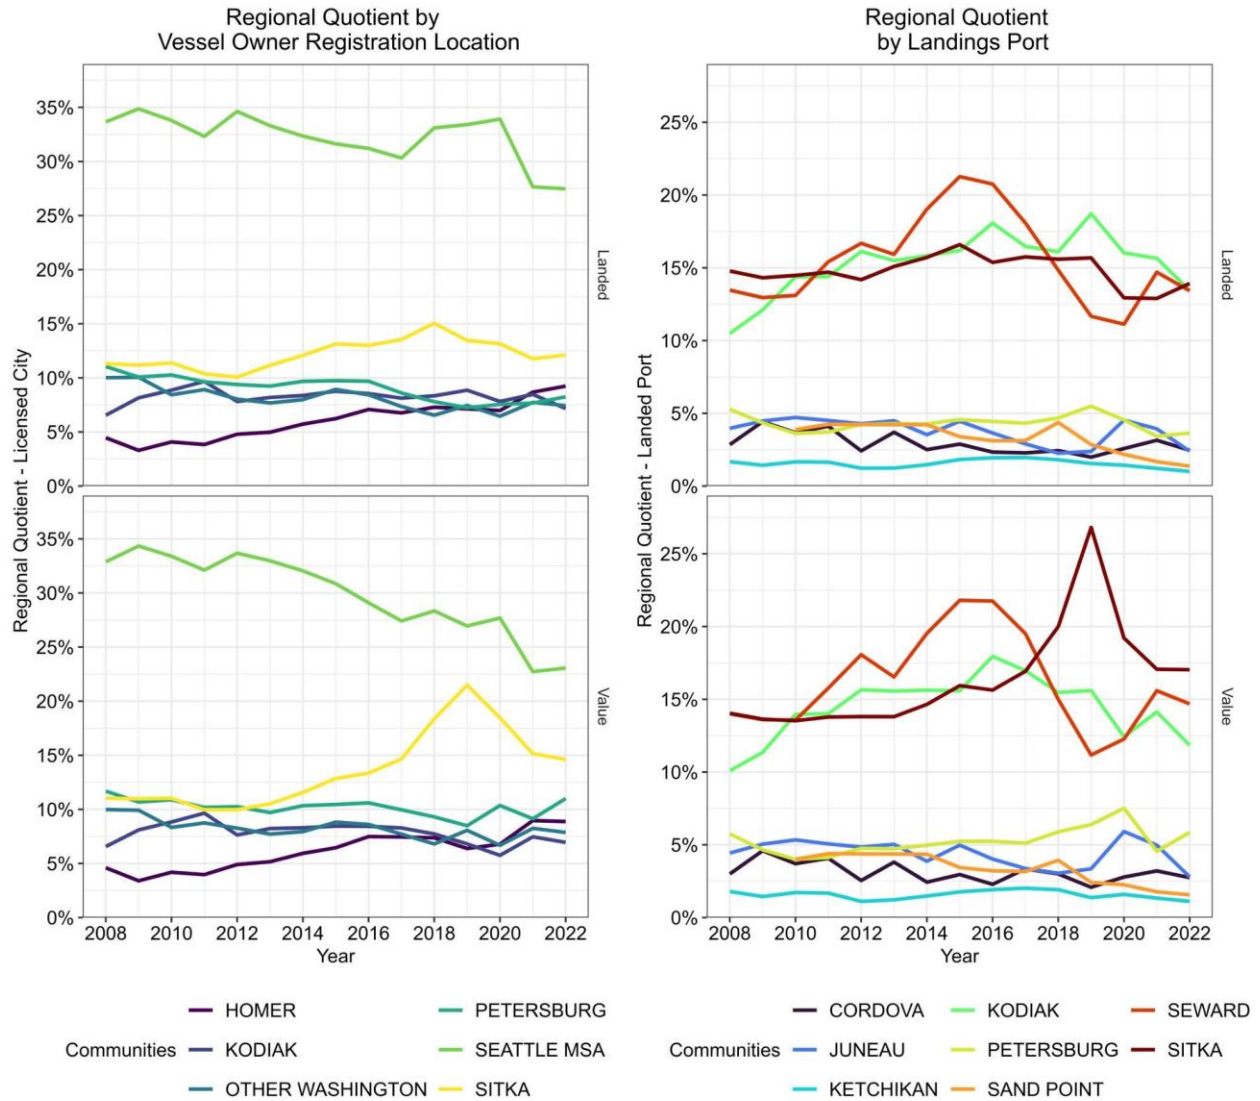 Regional Quotient by
Vessel Owner Registration Location
Regional Quotient - Licensed City
35%
30%
25%
20%
15%
10%
5%
0%
Landed
35%
30%
25%
20%
15%
10%
5%
0%
Value
2008 2010 2012 2014 2016 2018 2020 2022
Year
Communities
HOMER
KODIAK
OTHER WASHINGTON
PETERSBURG
SEATTLE MSA
SITKA
Regional Quotient
by Landings Port
Regional Quotient - Landed Port
25%
20%
15%
10%
5%
0%
Landed
25%
20%
15%
10%
5%
0%
Value
2008 2010 2012 2014 2016 2018 2020 2022
Year
Communities
CORDOVA
JUNEAU
KETCHIKAN
KODIAK
PETERSBURG
SAND POINT
SEWARD
SITKA